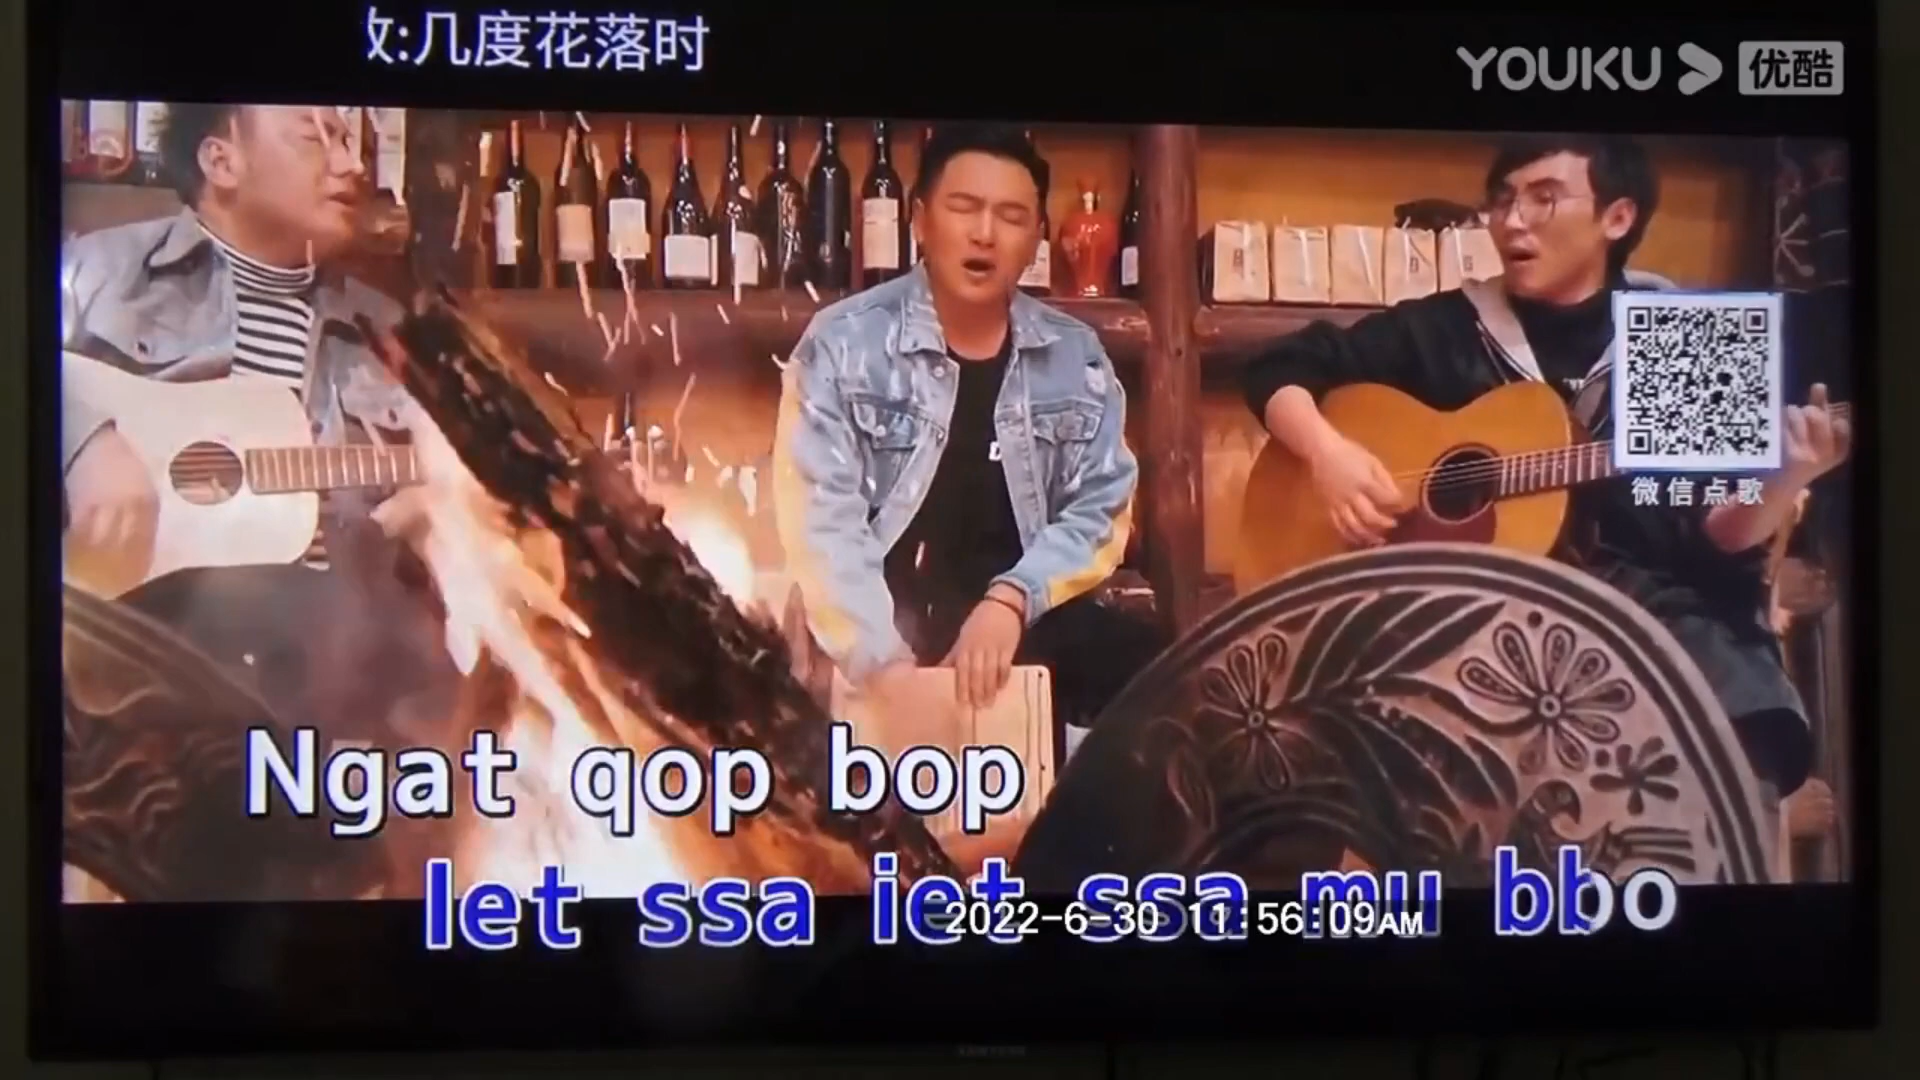 :几度花落时
YOUKU 优酷
微信点歌
Ngat qop bop
let ssa iet ssa mu bbo
2022-6-30 11:56:09AM